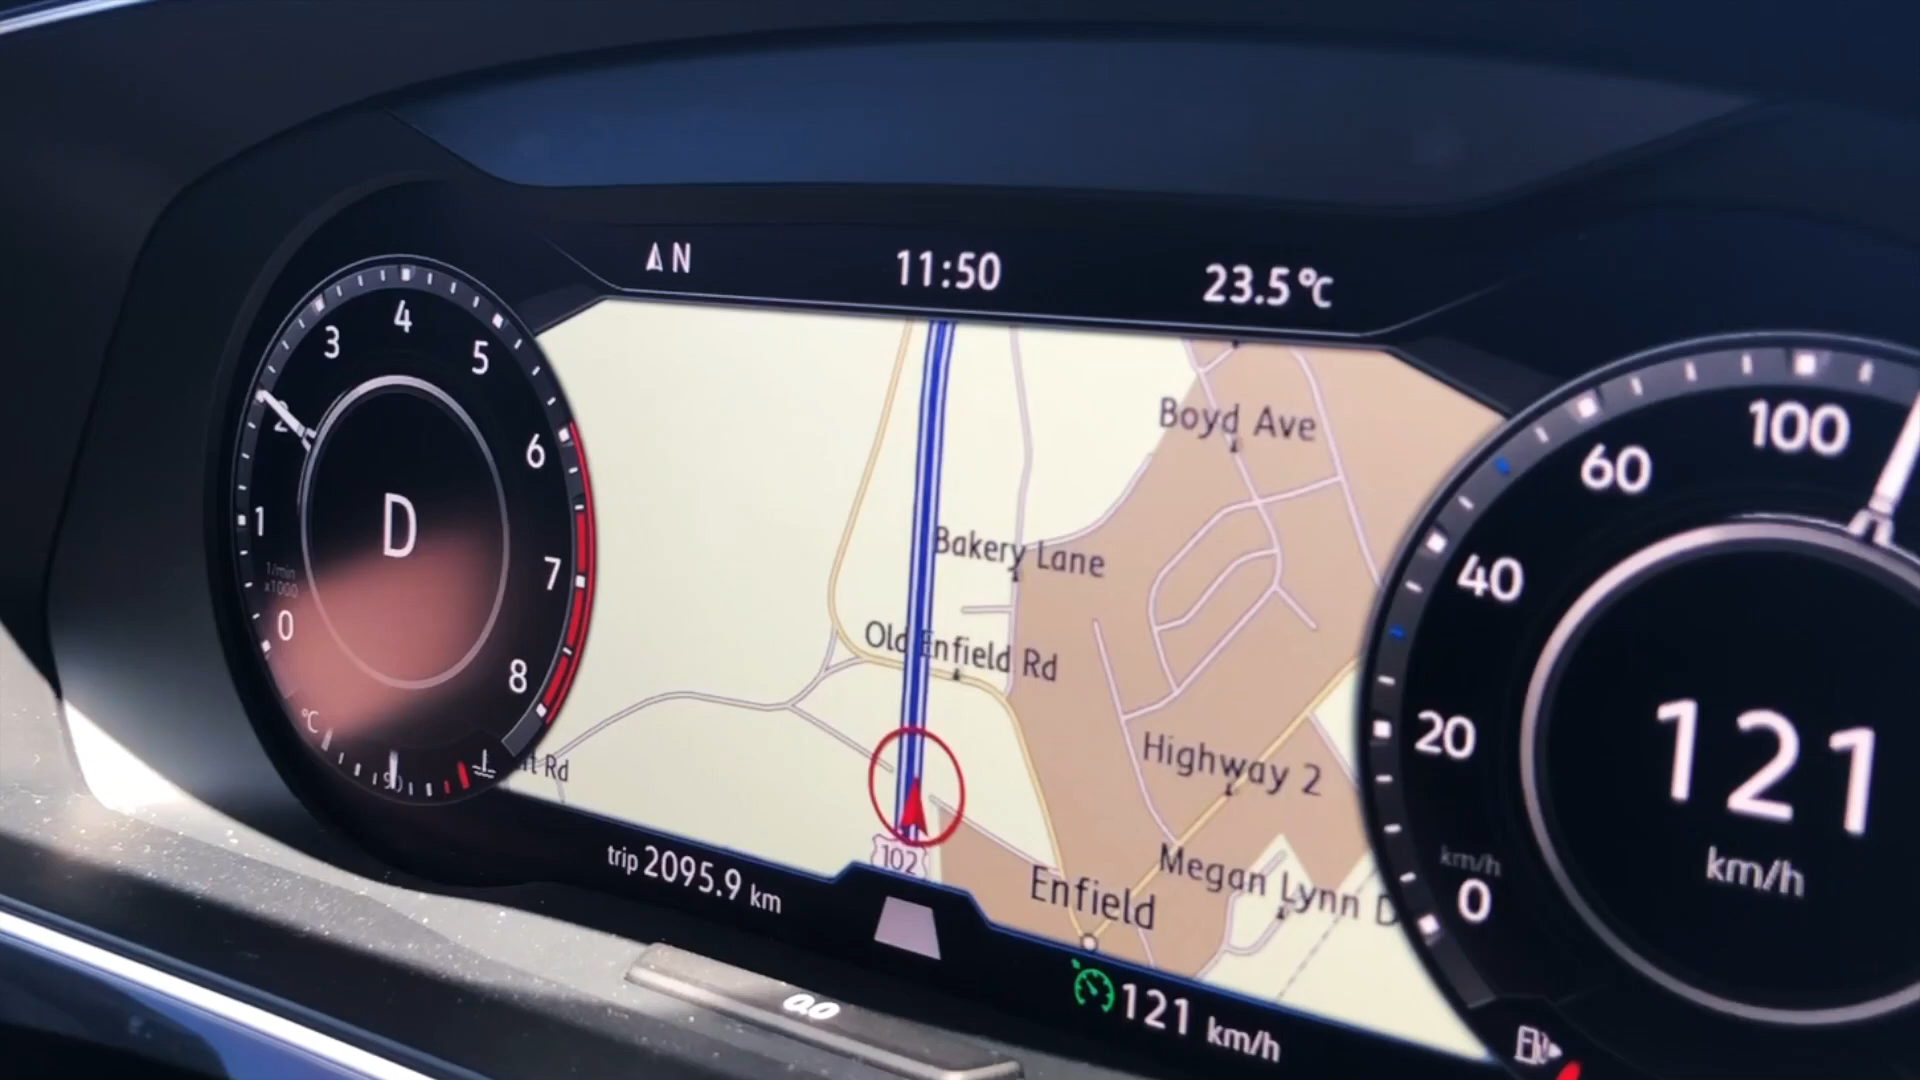 N
11:50
23.5°C
4
3
5
2
6
1
7
1/min
x1000
0
8
°C
90
D
Boyd Ave
Bakery Lane
Old Enfield Rd
Highway 2
Rd
102
Megan Lynn D
Enfield
trip 2095.9 km
121 km/h
100
60
40
20
0
km/h
121
km/h